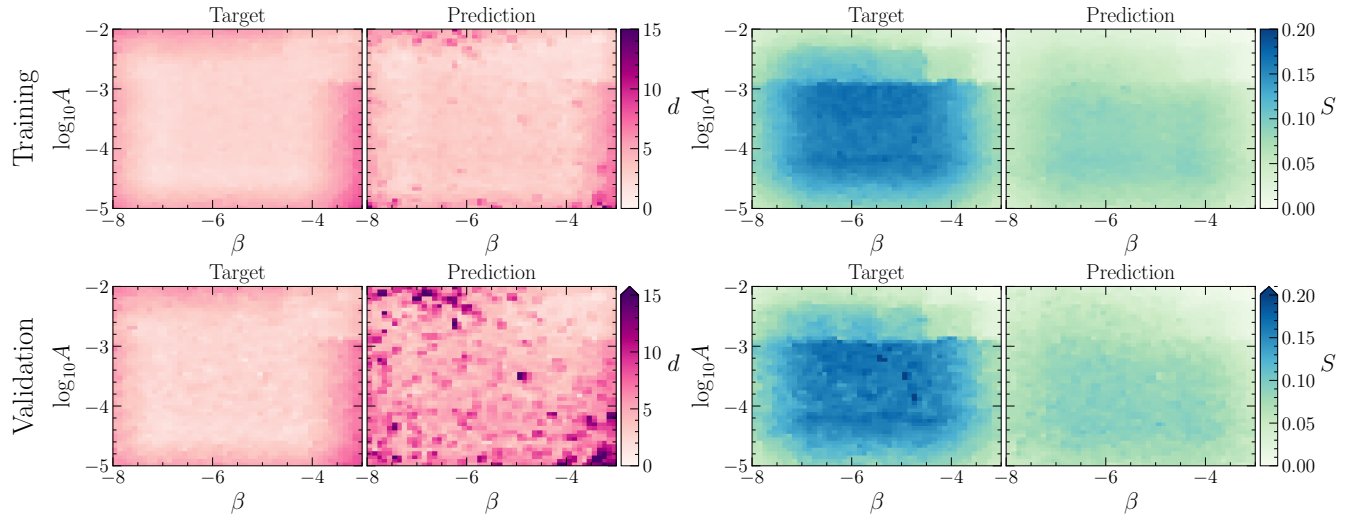 Target Prediction Target Prediction
Training
log₁₀A
−2
−3
−4
−5
−8 −6 −4 −8 −6 −4
β β
15
10
5
0
d
log₁₀A
−2
−3
−4
−5
−8 −6 −4 −8 −6 −4
β β
0.20
0.15
0.10
0.05
0.00
S
Target Prediction Target Prediction
Validation
log₁₀A
−2
−3
−4
−5
−8 −6 −4 −8 −6 −4
β β
15
10
5
0
d
log₁₀A
−2
−3
−4
−5
−8 −6 −4 −8 −6 −4
β β
0.20
0.15
0.10
0.05
0.00
S